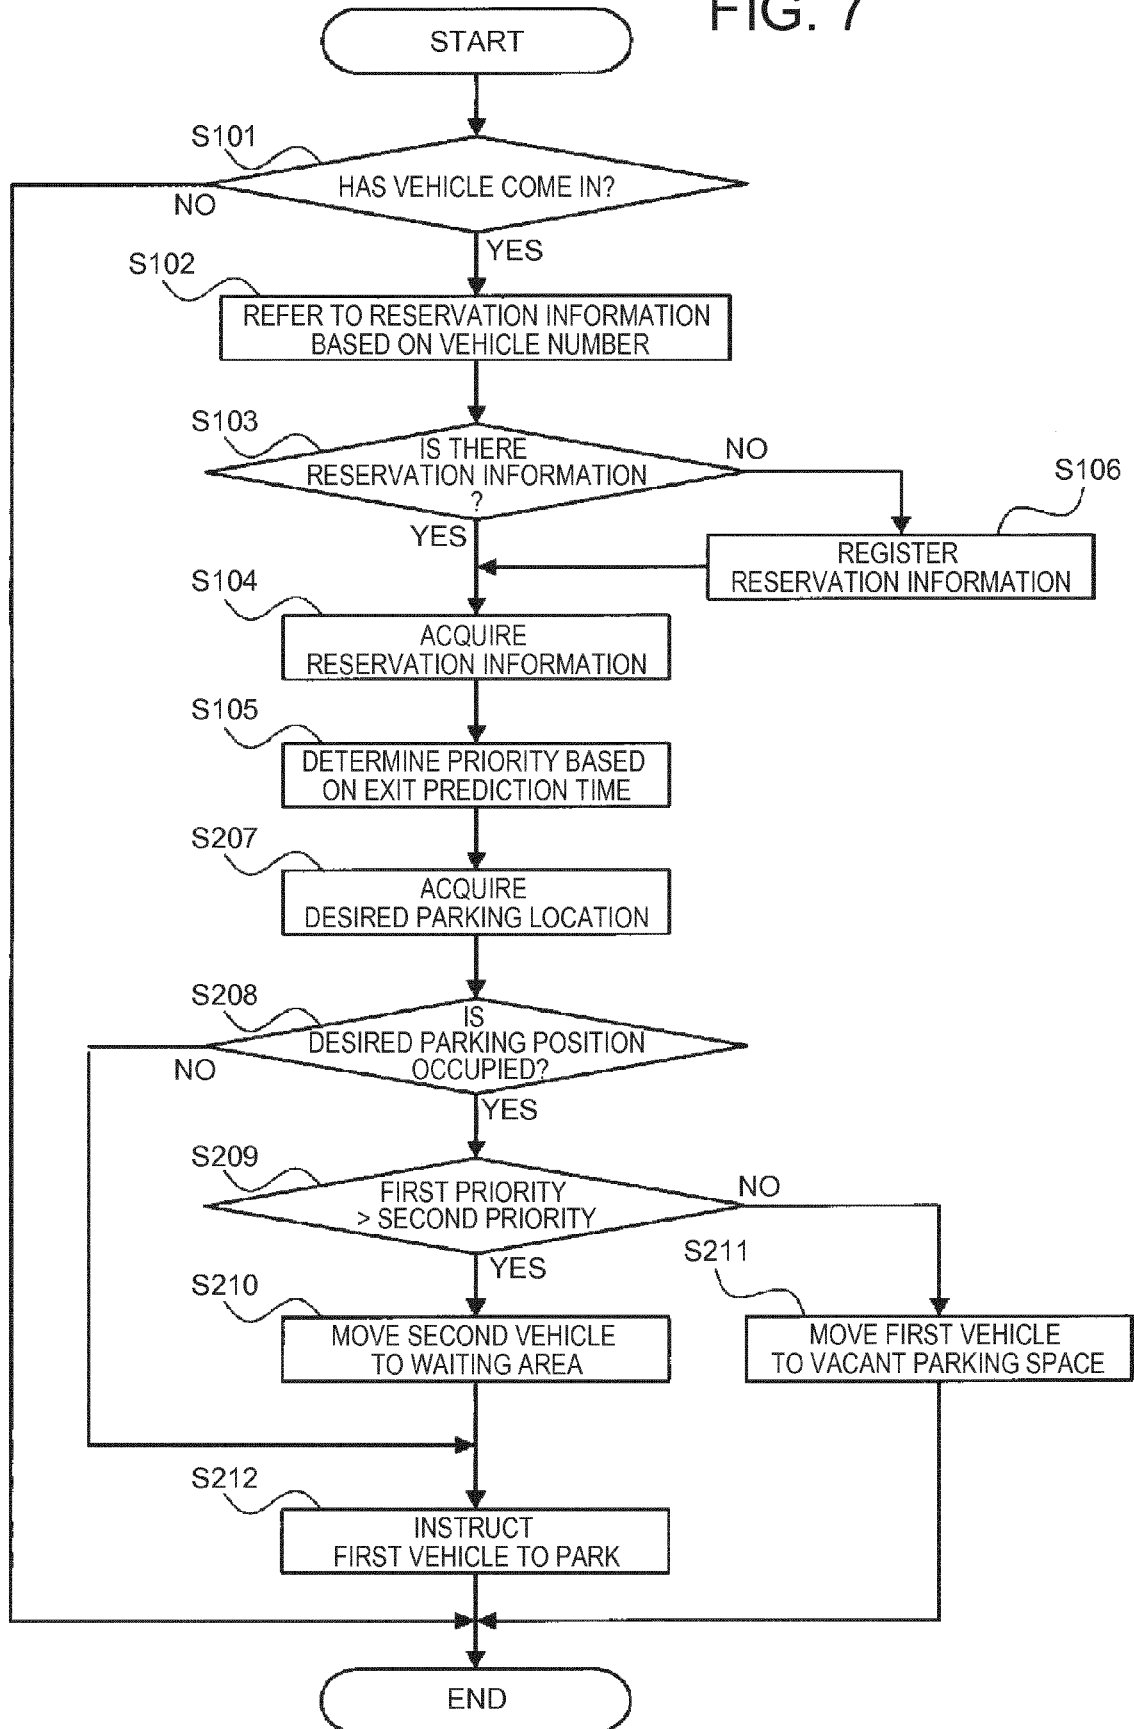 FIG. 7
START
S101
HAS VEHICLE COME IN?
NO
YES
S102
REFER TO RESERVATION INFORMATION
BASED ON VEHICLE NUMBER
S103
IS THERE
RESERVATION INFORMATION
?
NO
YES
S106
REGISTER
RESERVATION INFORMATION
S104
ACQUIRE
RESERVATION INFORMATION
S105
DETERMINE PRIORITY BASED
ON EXIT PREDICTION TIME
S207
ACQUIRE
DESIRED PARKING LOCATION
S208
IS
DESIRED PARKING POSITION
OCCUPIED?
NO
YES
S209
FIRST PRIORITY
> SECOND PRIORITY
NO
YES
S210
MOVE SECOND VEHICLE
TO WAITING AREA
S211
MOVE FIRST VEHICLE
TO VACANT PARKING SPACE
S212
INSTRUCT
FIRST VEHICLE TO PARK
END